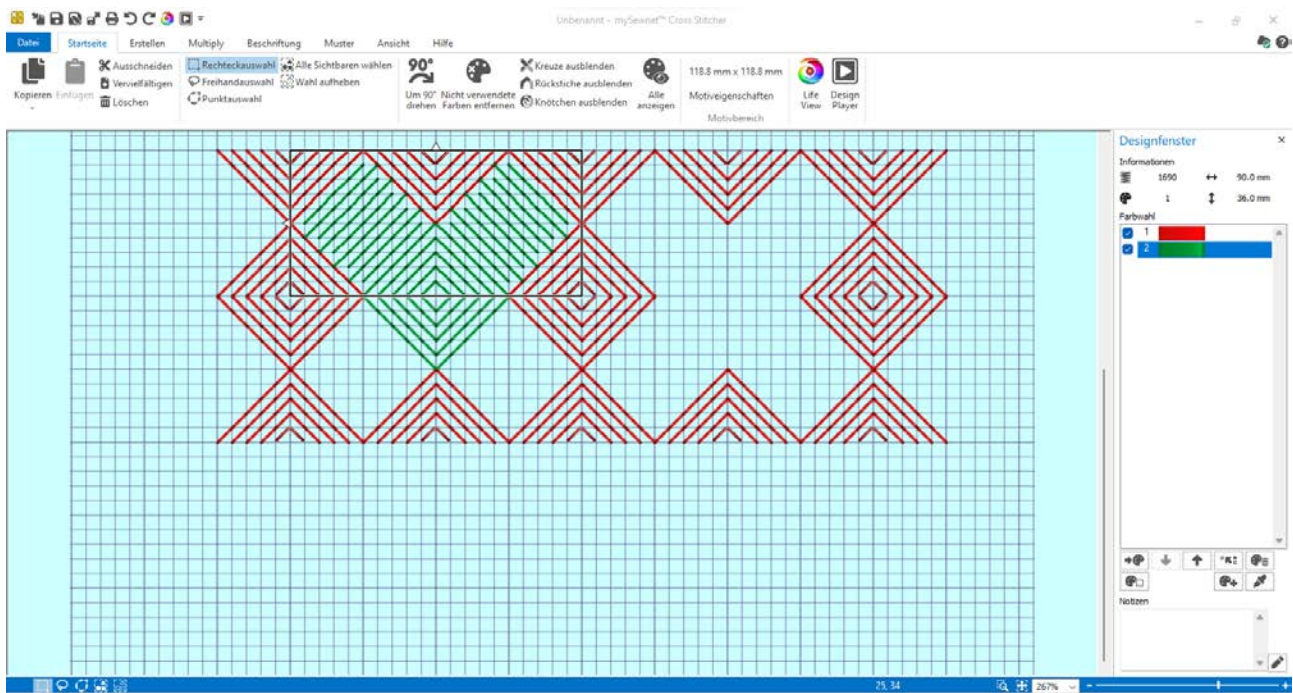 Unbenannt - mySewnet™ Cross Stitcher
Datei Startseite Erstellen Multiply Beschriftung Muster Ansicht Hilfe
Kopieren
Einfügen
Ausschneiden
Vervielfältigen
Löschen
Rechteckauswahl
Freihandauswahl
Punktauswahl
Alle Sichtbaren wählen
Wahl aufheben
90°
Um 90°
drehen
Nicht verwendete
Farben entfernen
Kreuze ausblenden
Rückstiche ausblenden
Knötchen ausblenden
Alle
anzeigen
118.8 mm x 118.8 mm
Motiveigenschaften
Motivbereich
Life
View
Design
Player
Designfenster
Informationen
1690 90.0 mm
1 36.0 mm
Farbwahl
1
2
Notizen
25, 34
267%